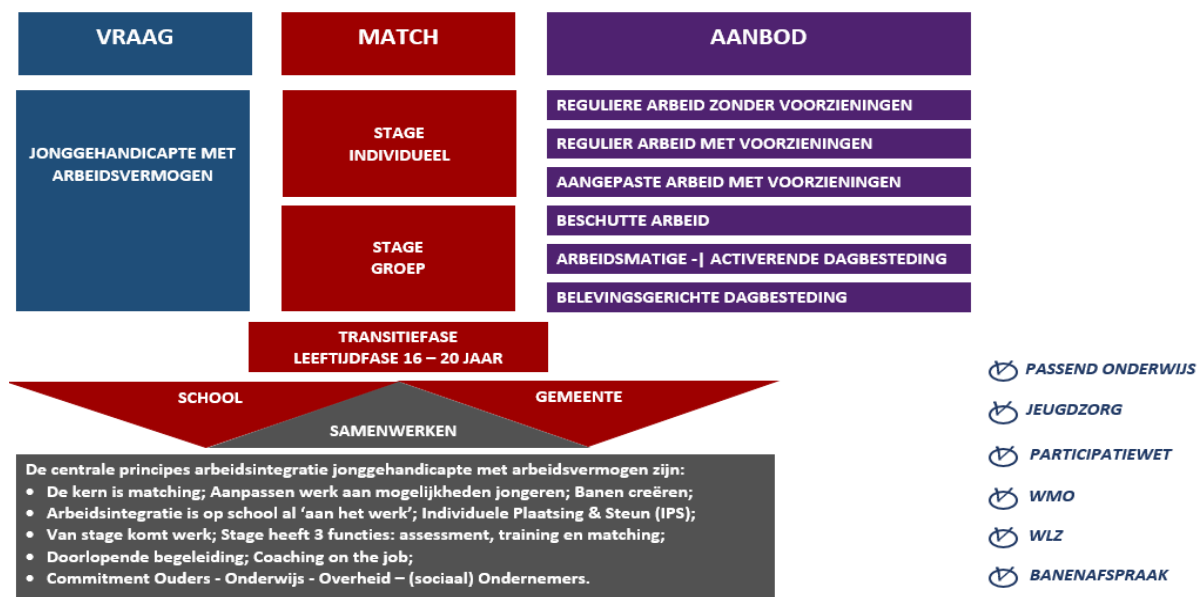 VRAAG
MATCH
AANBOD
JONGGEHANDICAPTE MET
ARBEIDSVERMOGEN
STAGE
INDIVIDUEEL
STAGE
GROEP
REGULIERE ARBEID ZONDER VOORZIENINGEN
REGULIER ARBEID MET VOORZIENINGEN
AANGEPASTE ARBEID MET VOORZIENINGEN
BESCHUTTE ARBEID
ARBEIDSMATIGE -| ACTIVERENDE DAGBESTEDING
BELEVINGSGERICHTE DAGBESTEDING
TRANSITIEFASE
LEEFTIJDFASE 16 – 20 JAAR
SCHOOL
GEMEENTE
SAMENWERKEN
De centrale principes arbeidsintegratie jonggehandicapte met arbeidsvermogen zijn:
• De kern is matching; Aanpassen werk aan mogelijkheden jongeren; Banen creëren;
• Arbeidsintegratie is op school al ‘aan het werk’; Individuele Plaatsing & Steun (IPS);
• Van stage komt werk; Stage heeft 3 functies: assessment, training en matching;
• Doorlopende begeleiding; Coaching on the job;
• Commitment Ouders - Onderwijs - Overheid – (sociaal) Ondernemers.
PASSEND ONDERWIJS
JEUGDZORG
PARTICIPATIEWET
WMO
WLZ
BANENAFSPRAAK